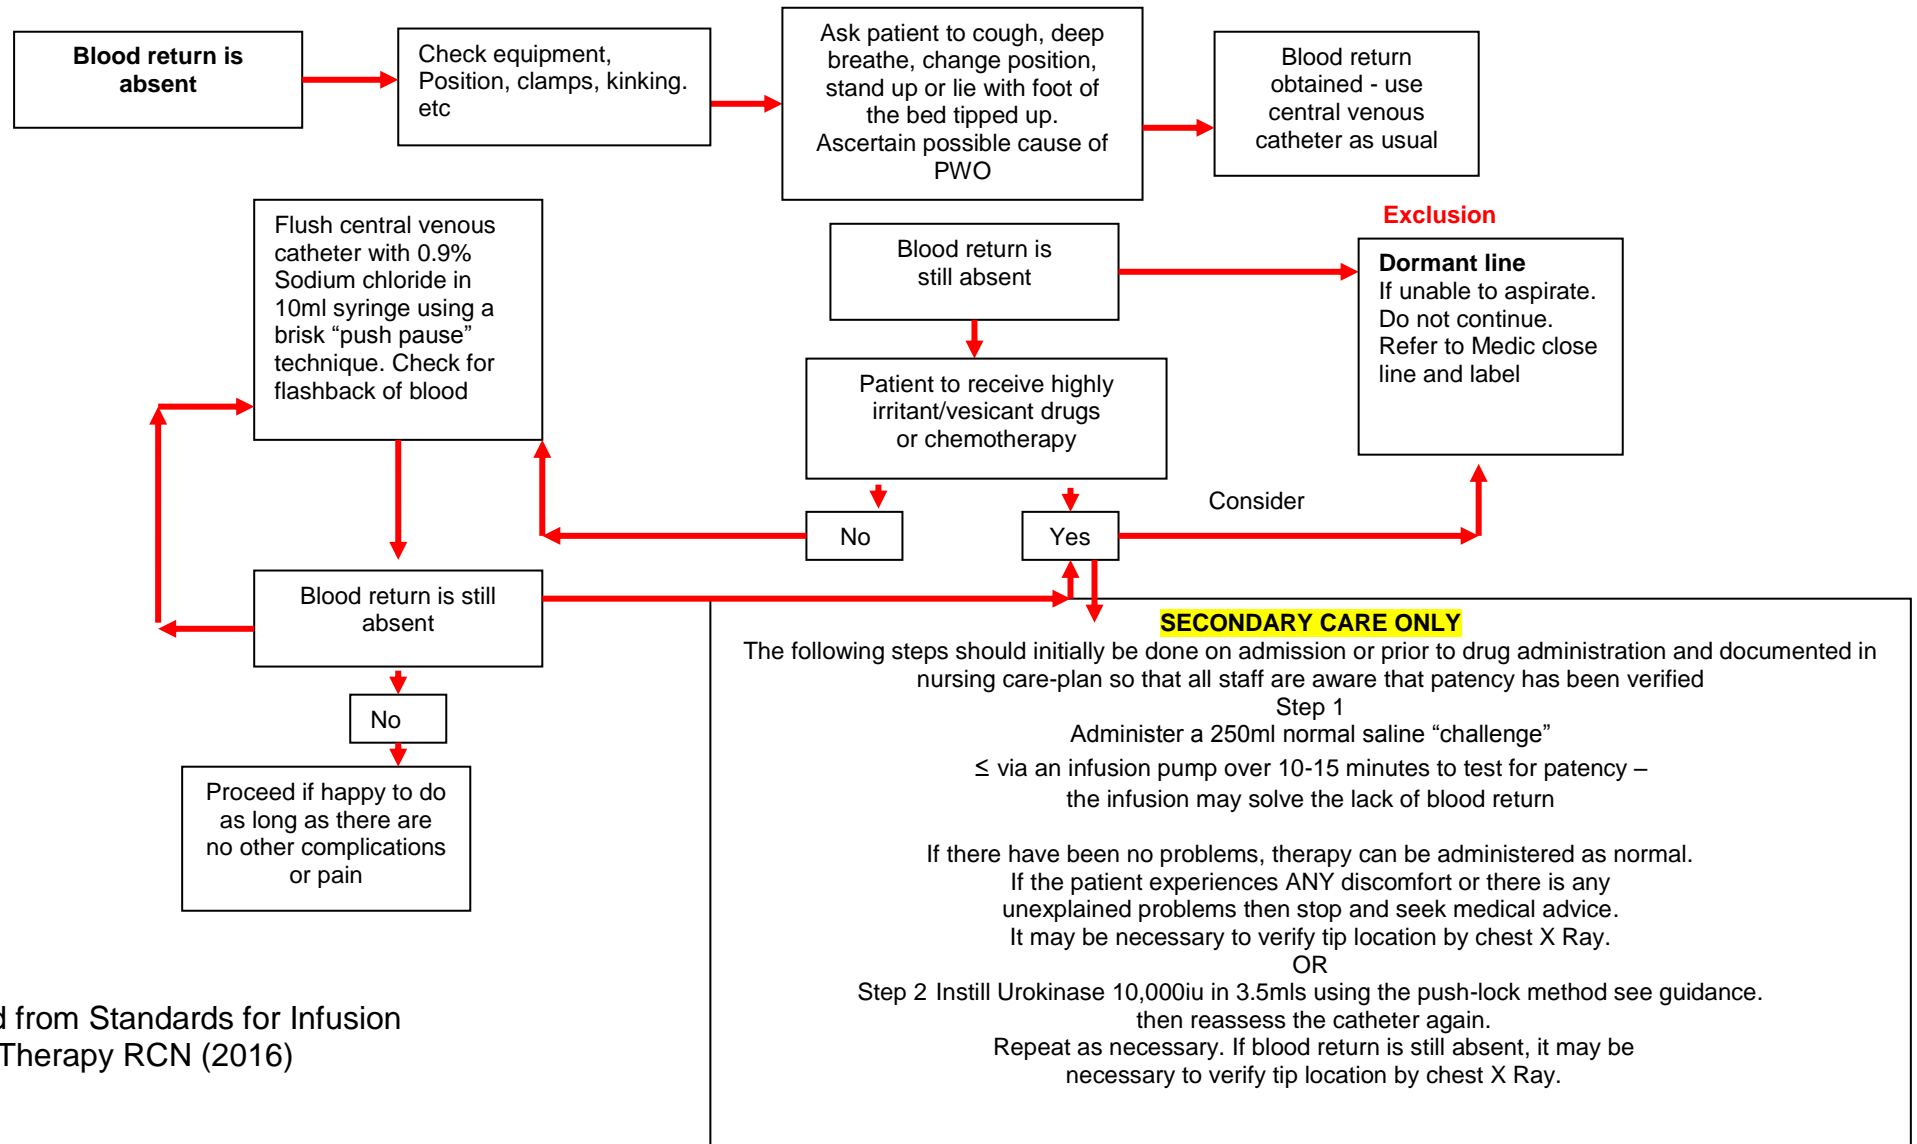 Blood return is
absent
Check equipment,
Position, clamps, kinking.
etc
Ask patient to cough, deep
breathe, change position,
stand up or lie with foot of
the bed tipped up.
Ascertain possible cause of
PWO
Blood return
obtained - use
central venous
catheter as usual
Flush central venous
catheter with 0.9%
Sodium chloride in
10ml syringe using a
brisk “push pause”
technique. Check for
flashback of blood
Blood return is
still absent
Exclusion
Dormant line
If unable to aspirate.
Do not continue.
Refer to Medic close
line and label
Patient to receive highly
irritant/vesicant drugs
or chemotherapy
Consider
No
Yes
Blood return is still
absent
No
Proceed if happy to do
as long as there are
no other complications
or pain
SECONDARY CARE ONLY
The following steps should initially be done on admission or prior to drug administration and documented in
nursing care-plan so that all staff are aware that patency has been verified
Step 1
Administer a 250ml normal saline “challenge”
≤ via an infusion pump over 10-15 minutes to test for patency –
the infusion may solve the lack of blood return
If there have been no problems, therapy can be administered as normal.
If the patient experiences ANY discomfort or there is any
unexplained problems then stop and seek medical advice.
It may be necessary to verify tip location by chest X Ray.
OR
Step 2 Instill Urokinase 10,000iu in 3.5mls using the push-lock method see guidance.
then reassess the catheter again.
Repeat as necessary. If blood return is still absent, it may be
necessary to verify tip location by chest X Ray.
from Standards for Infusion
Therapy RCN (2016)